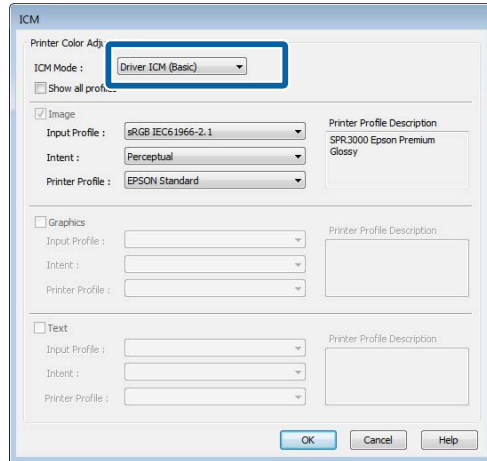 ICM
Printer Color Adju
ICM Mode :
Driver ICM (Basic)
Show all profiles
Image
Input Profile :
sRGB IEC61966-2.1
Intent :
Perceptual
Printer Profile :
EPSON Standard
Printer Profile Description
SPR3000 Epson Premium
Glossy
Graphics
Input Profile :
Intent :
Printer Profile :
Printer Profile Description
Text
Input Profile :
Intent :
Printer Profile :
Printer Profile Description
OK
Cancel
Help